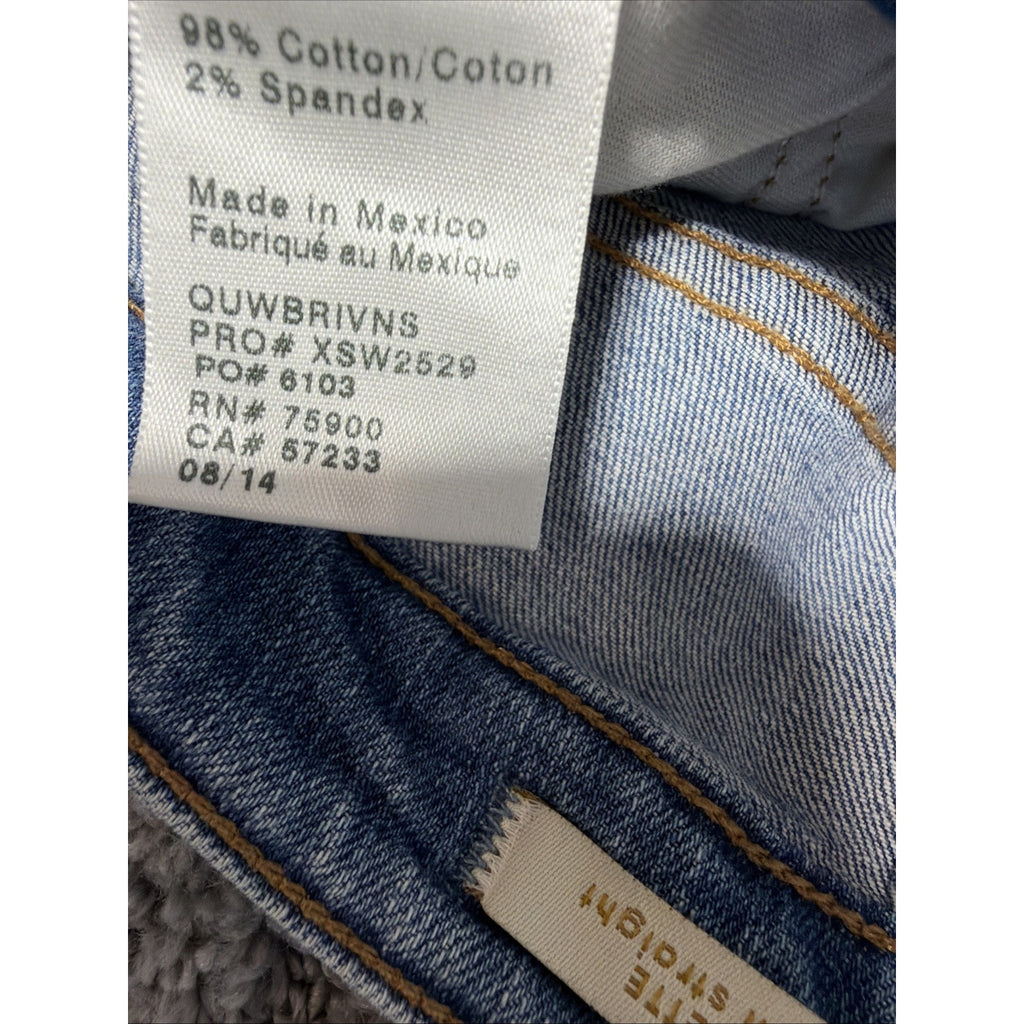 98% Cotton/Coton
2% Spandex
Made in Mexico
Fabriqué au Mexique
QUWBRIVNS
PRO# XSW2529
PO# 6103
RN# 75900
CA# 57233
08/14
ETTE
straight